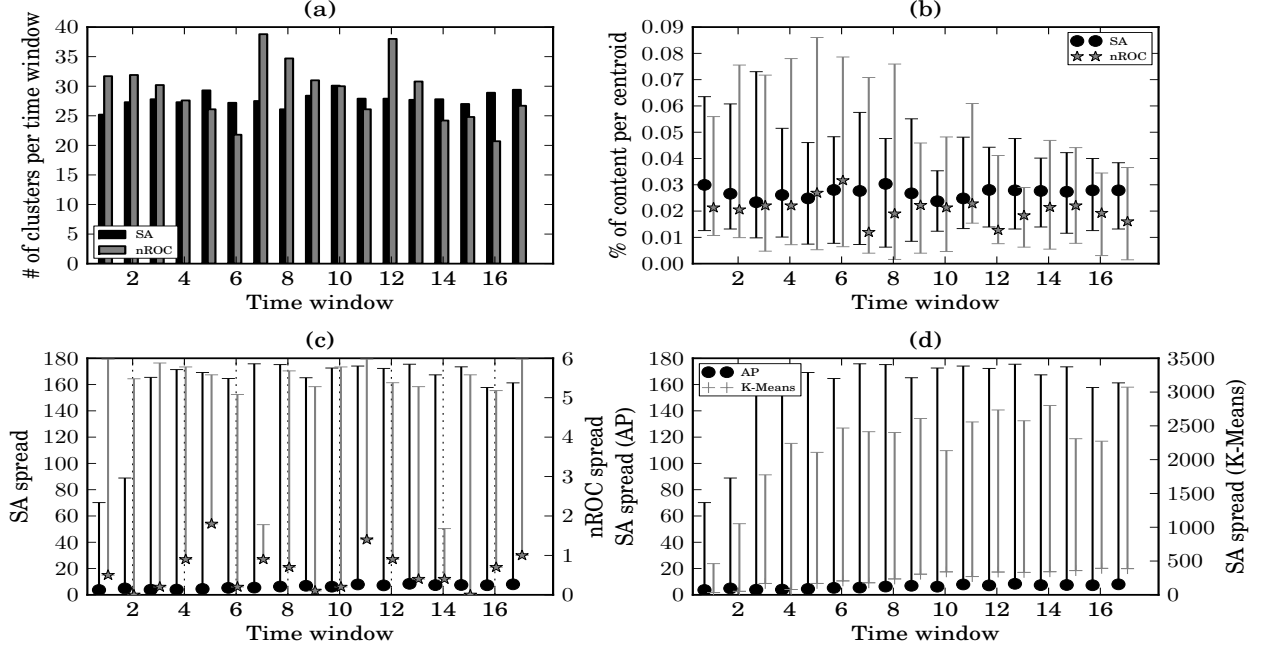 (a)
# of clusters per time window
40
35
30
25
20
15
10
5
0
SA
nROC
2 4 6 8 10 12 14 16
Time window
(b)
% of content per centroid
0.09
0.08
0.07
0.06
0.05
0.04
0.03
0.02
0.01
0.00
SA
nROC
2 4 6 8 10 12 14 16
Time window
(c)
SA spread
180
160
140
120
100
80
60
40
20
0
6
5
4
3
2
1
0
nROC spread
2 4 6 8 10 12 14 16
Time window
(d)
SA spread (AP)
180
160
140
120
100
80
60
40
20
0
AP
K-Means
3500
3000
2500
2000
1500
1000
500
0
SA spread (K-Means)
2 4 6 8 10 12 14 16
Time window